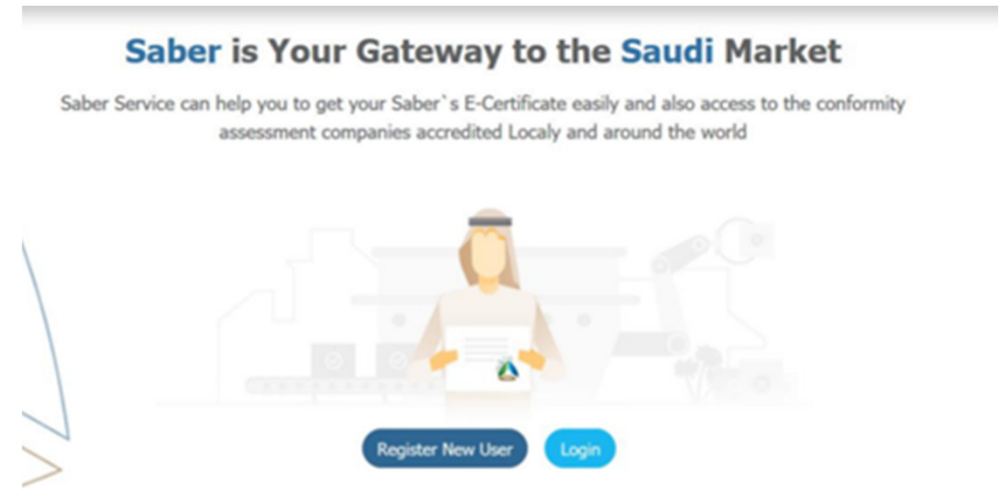 Saber is Your Gateway to the Saudi Market
Saber Service can help you to get your Saber`s E-Certificate easily and also access to the conformity
assessment companies accredited Localy and around the world
Register New User
Login